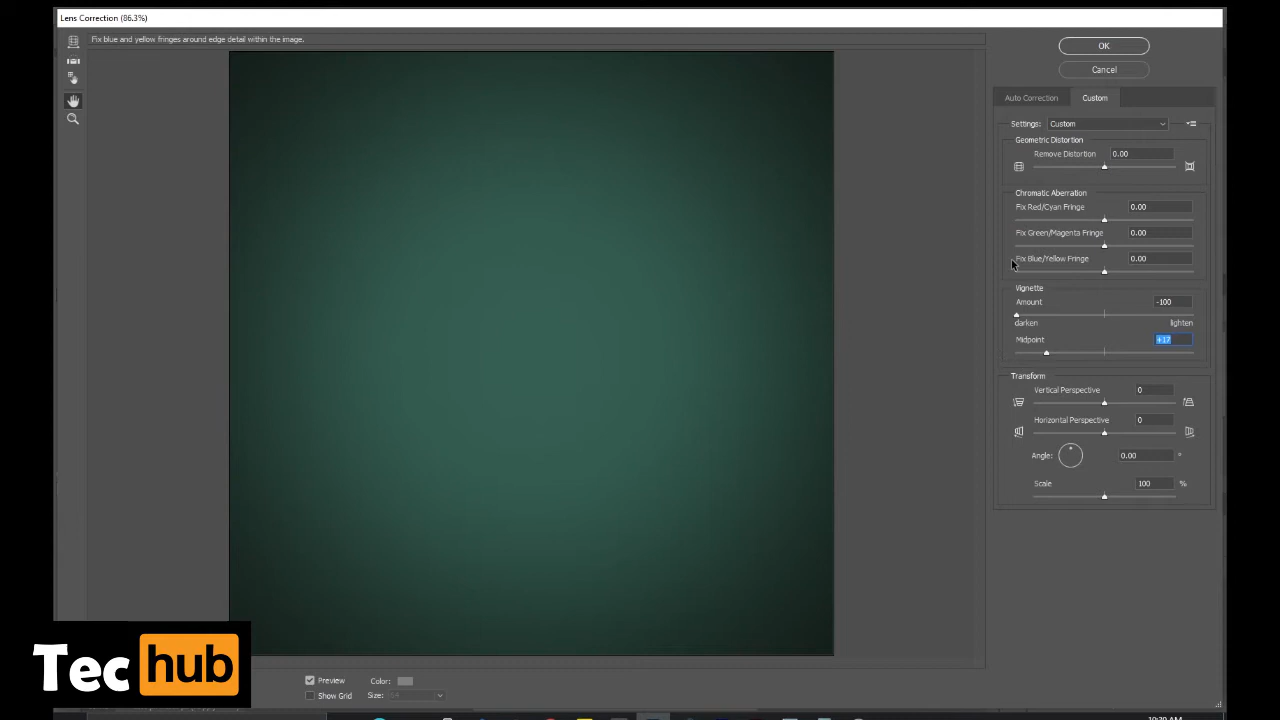 Lens Correction (86.3%)
Fix blue and yellow fringes around edge detail within the image.
OK
Cancel
Auto Correction
Custom
Settings: Custom
Geometric Distortion
Remove Distortion 0.00
Chromatic Aberration
Fix Red/Cyan Fringe 0.00
Fix Green/Magenta Fringe 0.00
Fix Blue/Yellow Fringe 0.00
Vignette
Amount -100
darken lighten
Midpoint +17
Transform
Vertical Perspective 0
Horizontal Perspective 0
Angle: 0.00 °
Scale 100 %
Tec hub
Preview Color:
Show Grid Size: 64